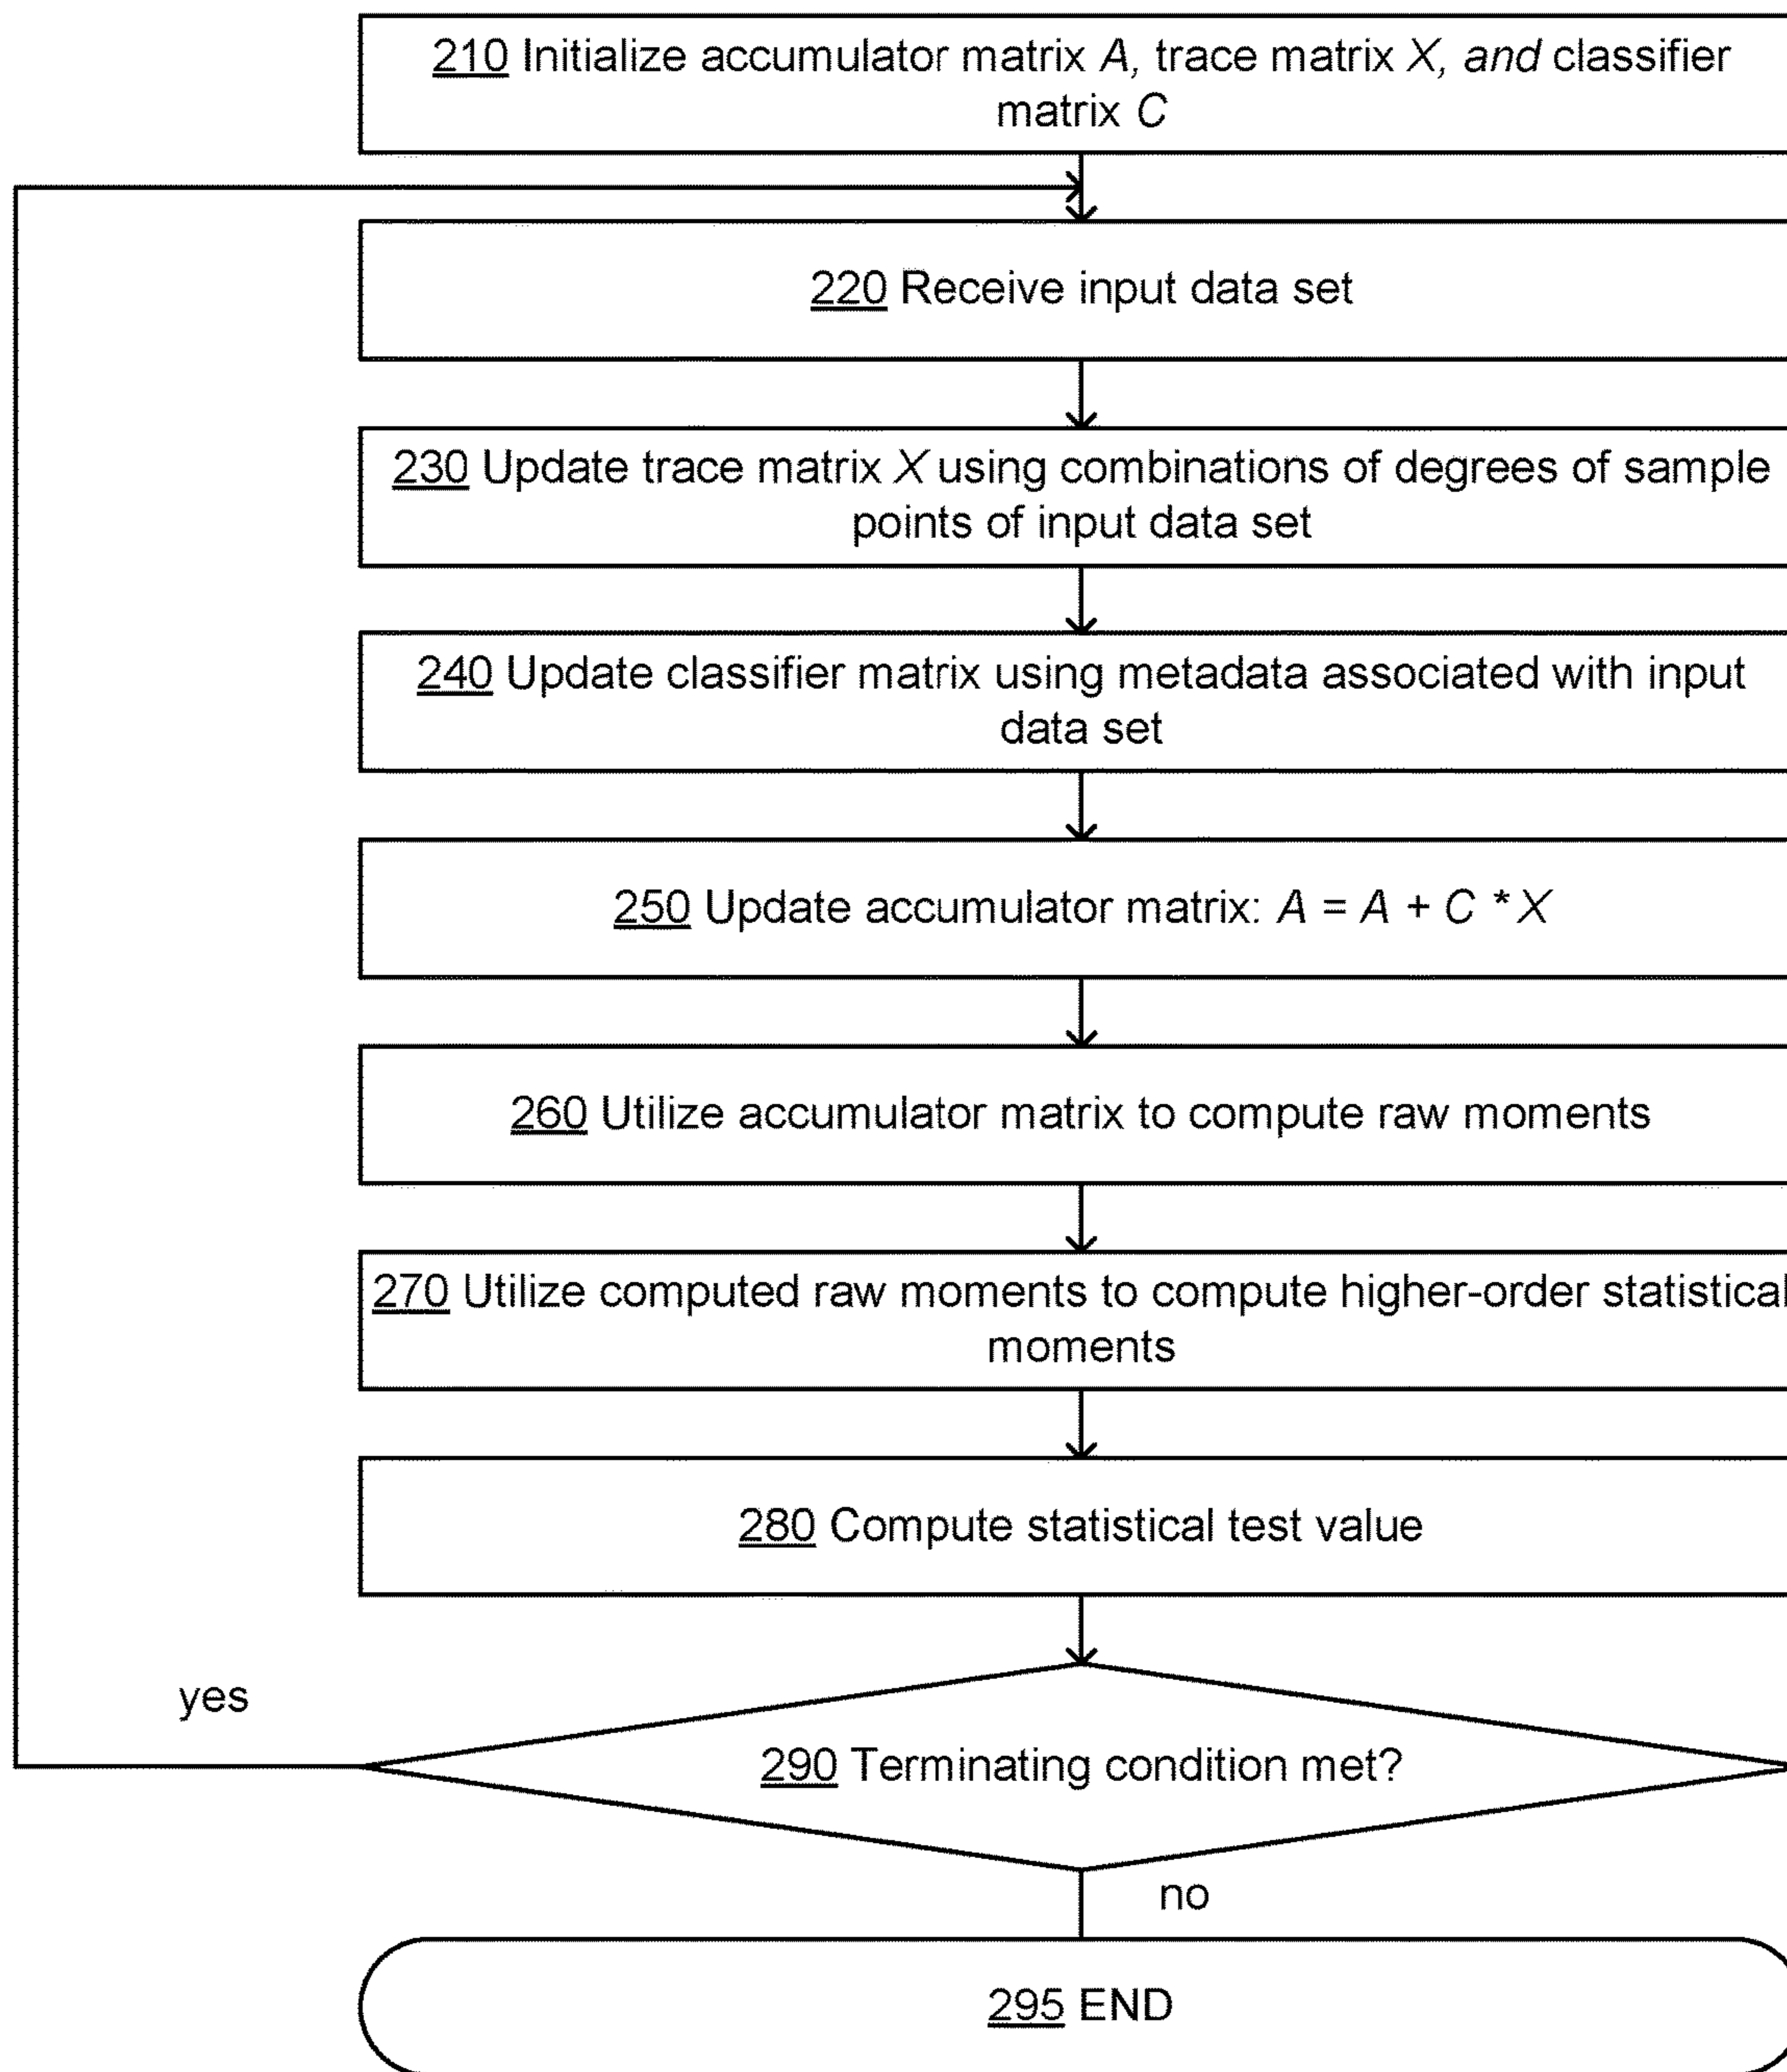 210 Initialize accumulator matrix A, trace matrix X, and classifier
matrix C
220 Receive input data set
230 Update trace matrix X using combinations of degrees of sample
points of input data set
240 Update classifier matrix using metadata associated with input
data set
250 Update accumulator matrix: A = A + C * X
260 Utilize accumulator matrix to compute raw moments
270 Utilize computed raw moments to compute higher-order statistical
moments
280 Compute statistical test value
yes
290 Terminating condition met?
no
295 END